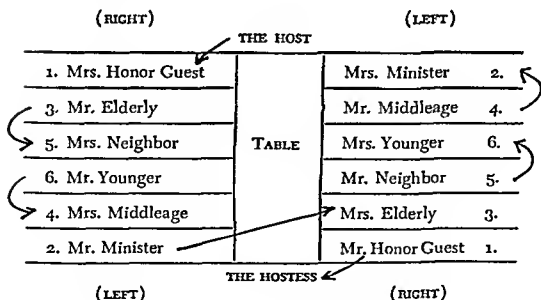 (RIGHT) (LEFT)
THE HOST
1. Mrs. Honor Guest Mrs. Minister 2.
3. Mr. Elderly Mr. Middleage 4.
5. Mrs. Neighbor TABLE Mrs. Younger 6.
6. Mr. Younger Mr. Neighbor 5.
4. Mrs. Middleage Mrs. Elderly 3.
2. Mr. Minister Mr. Honor Guest 1.
THE HOSTESS
(LEFT) (RIGHT)